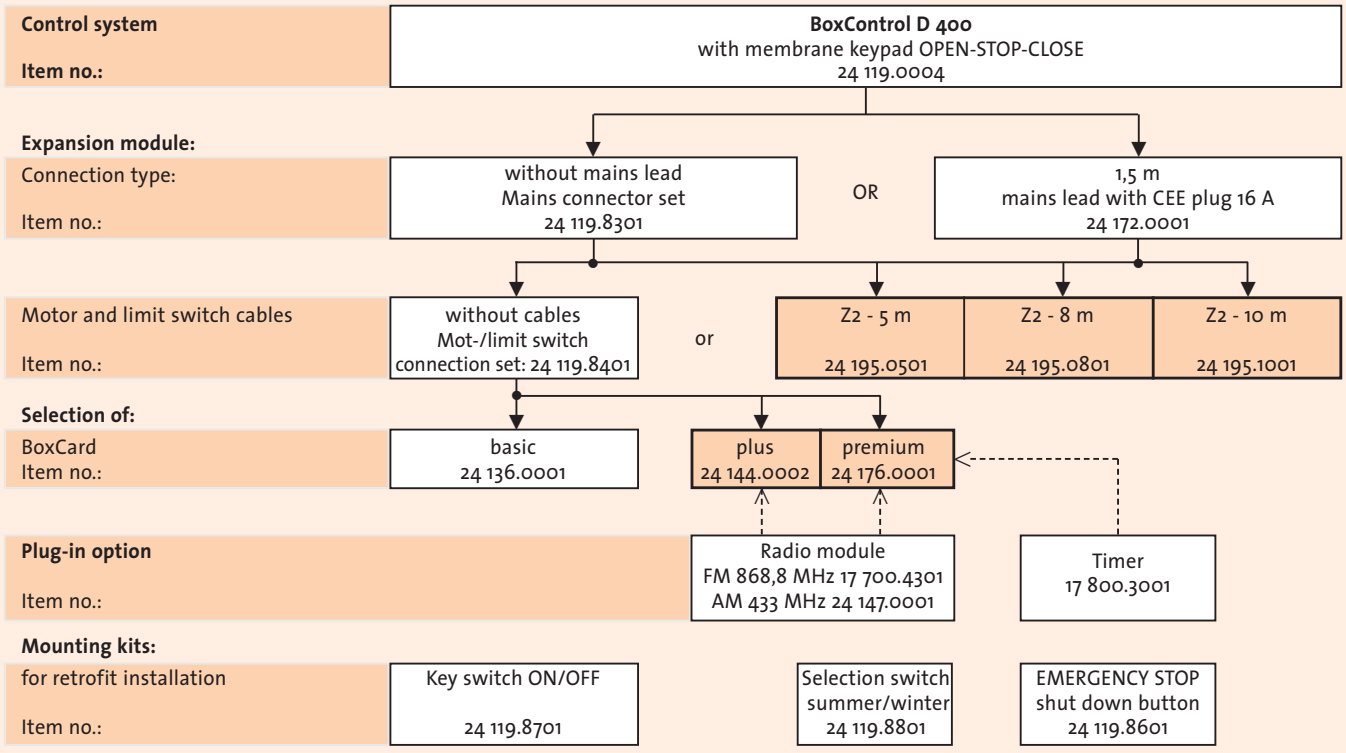 Control system
BoxControl D 400
with membrane keypad OPEN-STOP-CLOSE
Item no.:
24 119.0004
Expansion module:
Connection type:
without mains lead
Mains connector set
OR
1,5 m
mains lead with CEE plug 16 A
Item no.:
24 119.8301
24 172.0001
Motor and limit switch cables
without cables
Mot-/limit switch
or
Z2 - 5 m
Z2 - 8 m
Z2 - 10 m
Item no.:
connection set: 24 119.8401
24 195.0501
24 195.0801
24 195.1001
Selection of:
BoxCard
basic
plus
premium
Item no.:
24 136.0001
24 144.0002
24 176.0001
Plug-in option
Radio module
FM 868,8 MHz 17 700.4301
AM 433 MHz 24 147.0001
Timer
17 800.3001
Item no.:
Mounting kits:
for retrofit installation
Key switch ON/OFF
Selection switch
summer/winter
EMERGENCY STOP
shut down button
Item no.:
24 119.8701
24 119.8801
24 119.8601